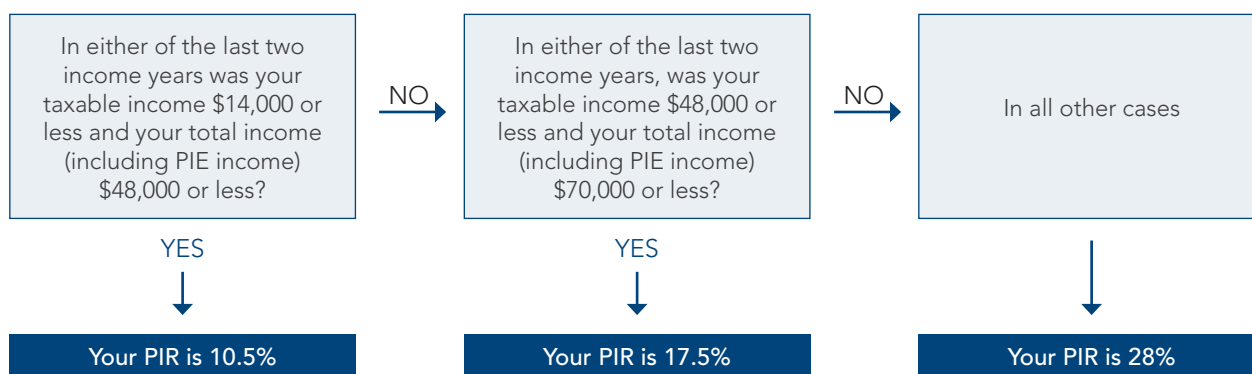 In either of the last two
income years was your
taxable income $14,000 or
less and your total income
(including PIE income)
$48,000 or less?
NO
In either of the last two
income years, was your
taxable income $48,000 or
less and your total income
(including PIE income)
$70,000 or less?
NO
In all other cases
YES
YES
Your PIR is 10.5%
Your PIR is 17.5%
Your PIR is 28%